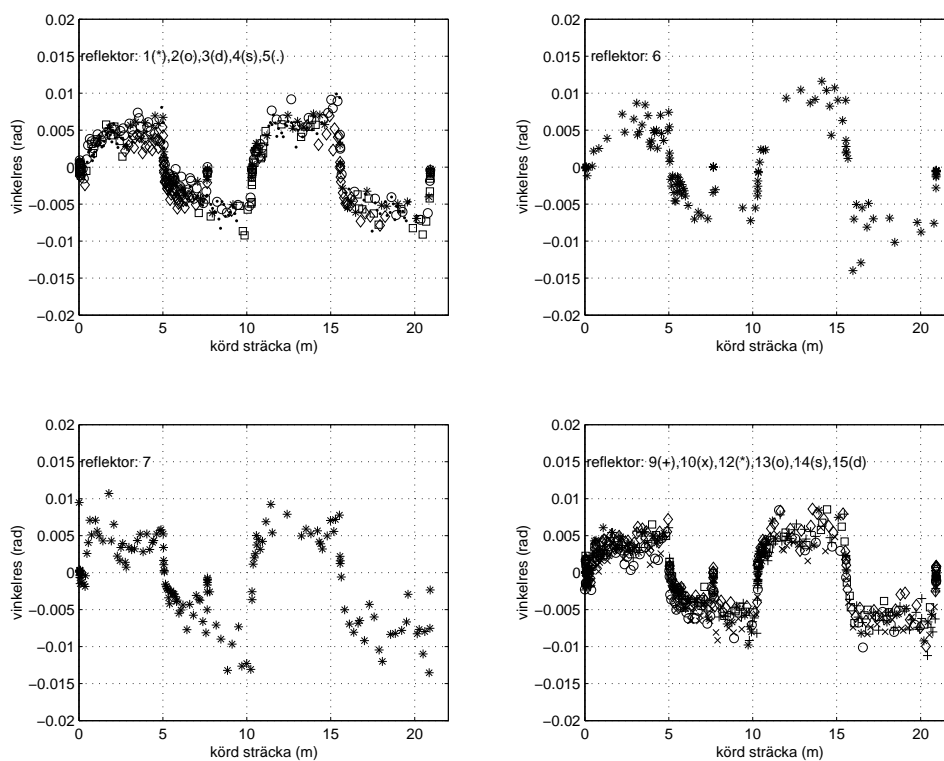 0.02
0.015
0.01
0.005
0
−0.005
−0.01
−0.015
−0.02
0 5 10 15 20
vinkelres (rad)
körd sträcka (m)
reflektor: 1(*),2(o),3(d),4(s),5(.)
0.02
0.015
0.01
0.005
0
−0.005
−0.01
−0.015
−0.02
0 5 10 15 20
vinkelres (rad)
körd sträcka (m)
reflektor: 6
0.02
0.015
0.01
0.005
0
−0.005
−0.01
−0.015
−0.02
0 5 10 15 20
vinkelres (rad)
körd sträcka (m)
reflektor: 7
0.02
0.015
0.01
0.005
0
−0.005
−0.01
−0.015
−0.02
0 5 10 15 20
vinkelres (rad)
körd sträcka (m)
reflektor: 9(+),10(x),12(*),13(o),14(s),15(d)